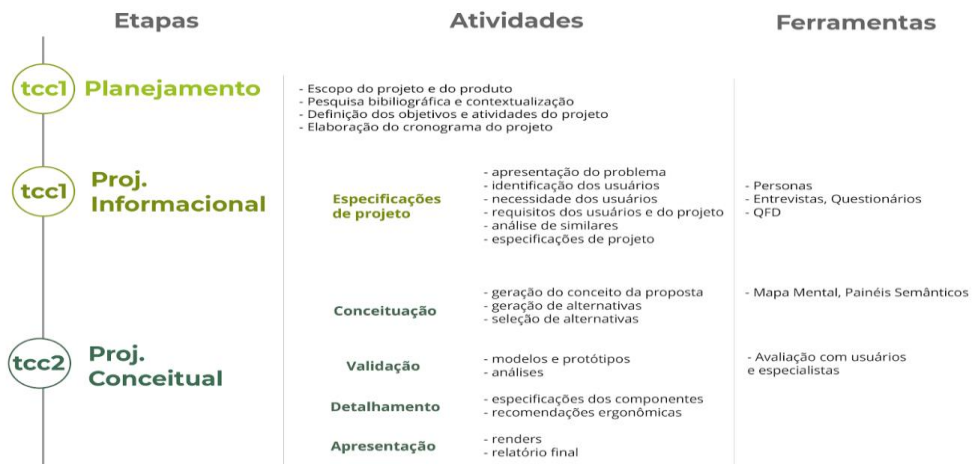 Etapas
Atividades
Ferramentas
tcc1
Planejamento
- Escopo do projeto e do produto
- Pesquisa bibiliográfica e contextualização
- Definição dos objetivos e atividades do projeto
- Elaboração do cronograma do projeto
tcc1
Proj.
Informacional
Especificações
de projeto
- apresentação do problema
- identificação dos usuários
- necessidade dos usuários
- requisitos dos usuários e do projeto
- análise de similares
- especificações de projeto
- Personas
- Entrevistas, Questionários
- QFD
tcc2
Proj.
Conceitual
Conceituação
- geração do conceito da proposta
- geração de alternativas
- seleção de alternativas
- Mapa Mental, Painéis Semânticos
Validação
- modelos e protótipos
- análises
- Avaliação com usuários
e especialistas
Detalhamento
- especificações dos componentes
- recomendações ergonômicas
Apresentação
- renders
- relatório final